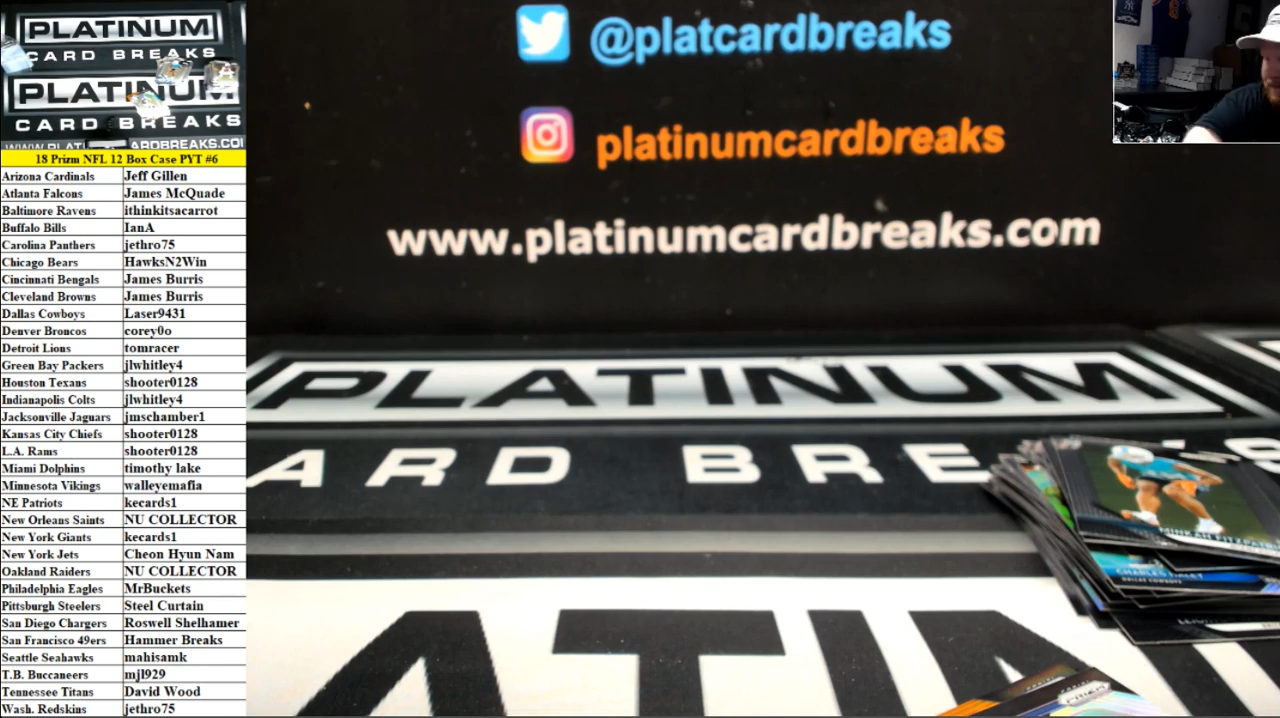 PLATINUM
CARD BREAKS
PLATINUM
CARD BREAKS
18 Prizm NFL 12 Box Case PYT #6
Arizona Cardinals Jeff Gillen
Atlanta Falcons James McQuade
Baltimore Ravens ithinkitsacarrot
Buffalo Bills IanA
Carolina Panthers jethro75
Chicago Bears HawksN2Win
Cincinnati Bengals James Burris
Cleveland Browns James Burris
Dallas Cowboys Laser9431
Denver Broncos corey0o
Detroit Lions tomracer
Green Bay Packers jlwhitley4
Houston Texans shooter0128
Indianapolis Colts jlwhitley4
Jacksonville Jaguars jmschamber1
Kansas City Chiefs shooter0128
L.A. Rams shooter0128
Miami Dolphins timothy lake
Minnesota Vikings walleyemafia
NE Patriots kecards1
New Orleans Saints NU COLLECTOR
New York Giants kecards1
New York Jets Cheon Hyun Nam
Oakland Raiders NU COLLECTOR
Philadelphia Eagles MrBuckets
Pittsburgh Steelers Steel Curtain
San Diego Chargers Roswell Shelhamer
San Francisco 49ers Hammer Breaks
Seattle Seahawks mahisamk
T.B. Buccaneers mjl929
Tennessee Titans David Wood
Wash. Redskins jethro75
@platcardbreaks
platinumcardbreaks
www.platinumcardbreaks.com
PLATINUM
ARD BRE
MINKAH FITZPA
DALLAS COWBOYS
ATIN
PRIZM